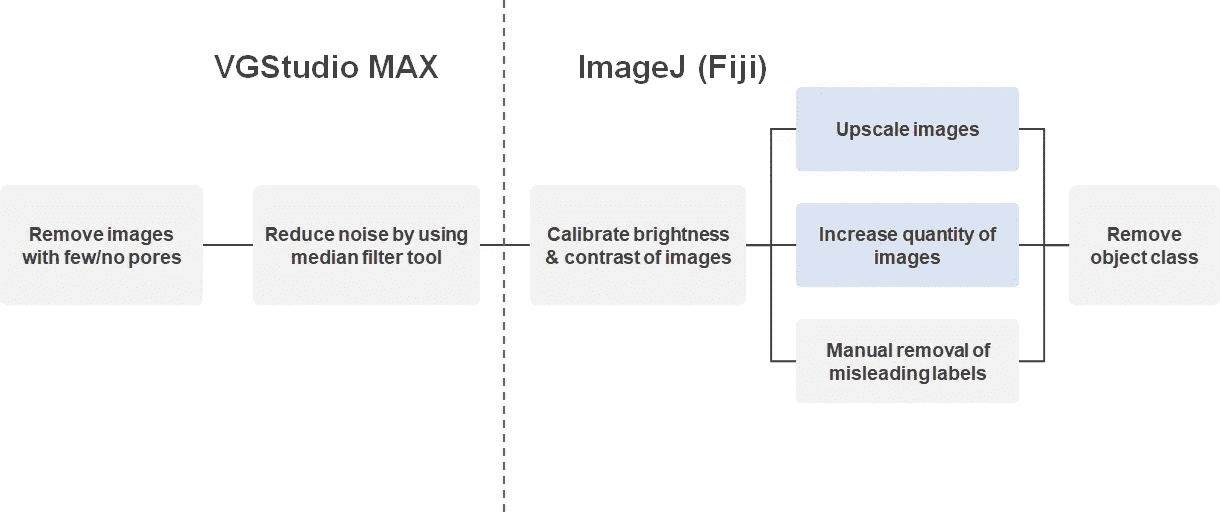 VGStudio MAX
ImageJ (Fiji)
Remove images
with few/no pores
Reduce noise by using
median filter tool
Calibrate brightness
& contrast of images
Upscale images
Increase quantity of
images
Manual removal of
misleading labels
Remove
object class